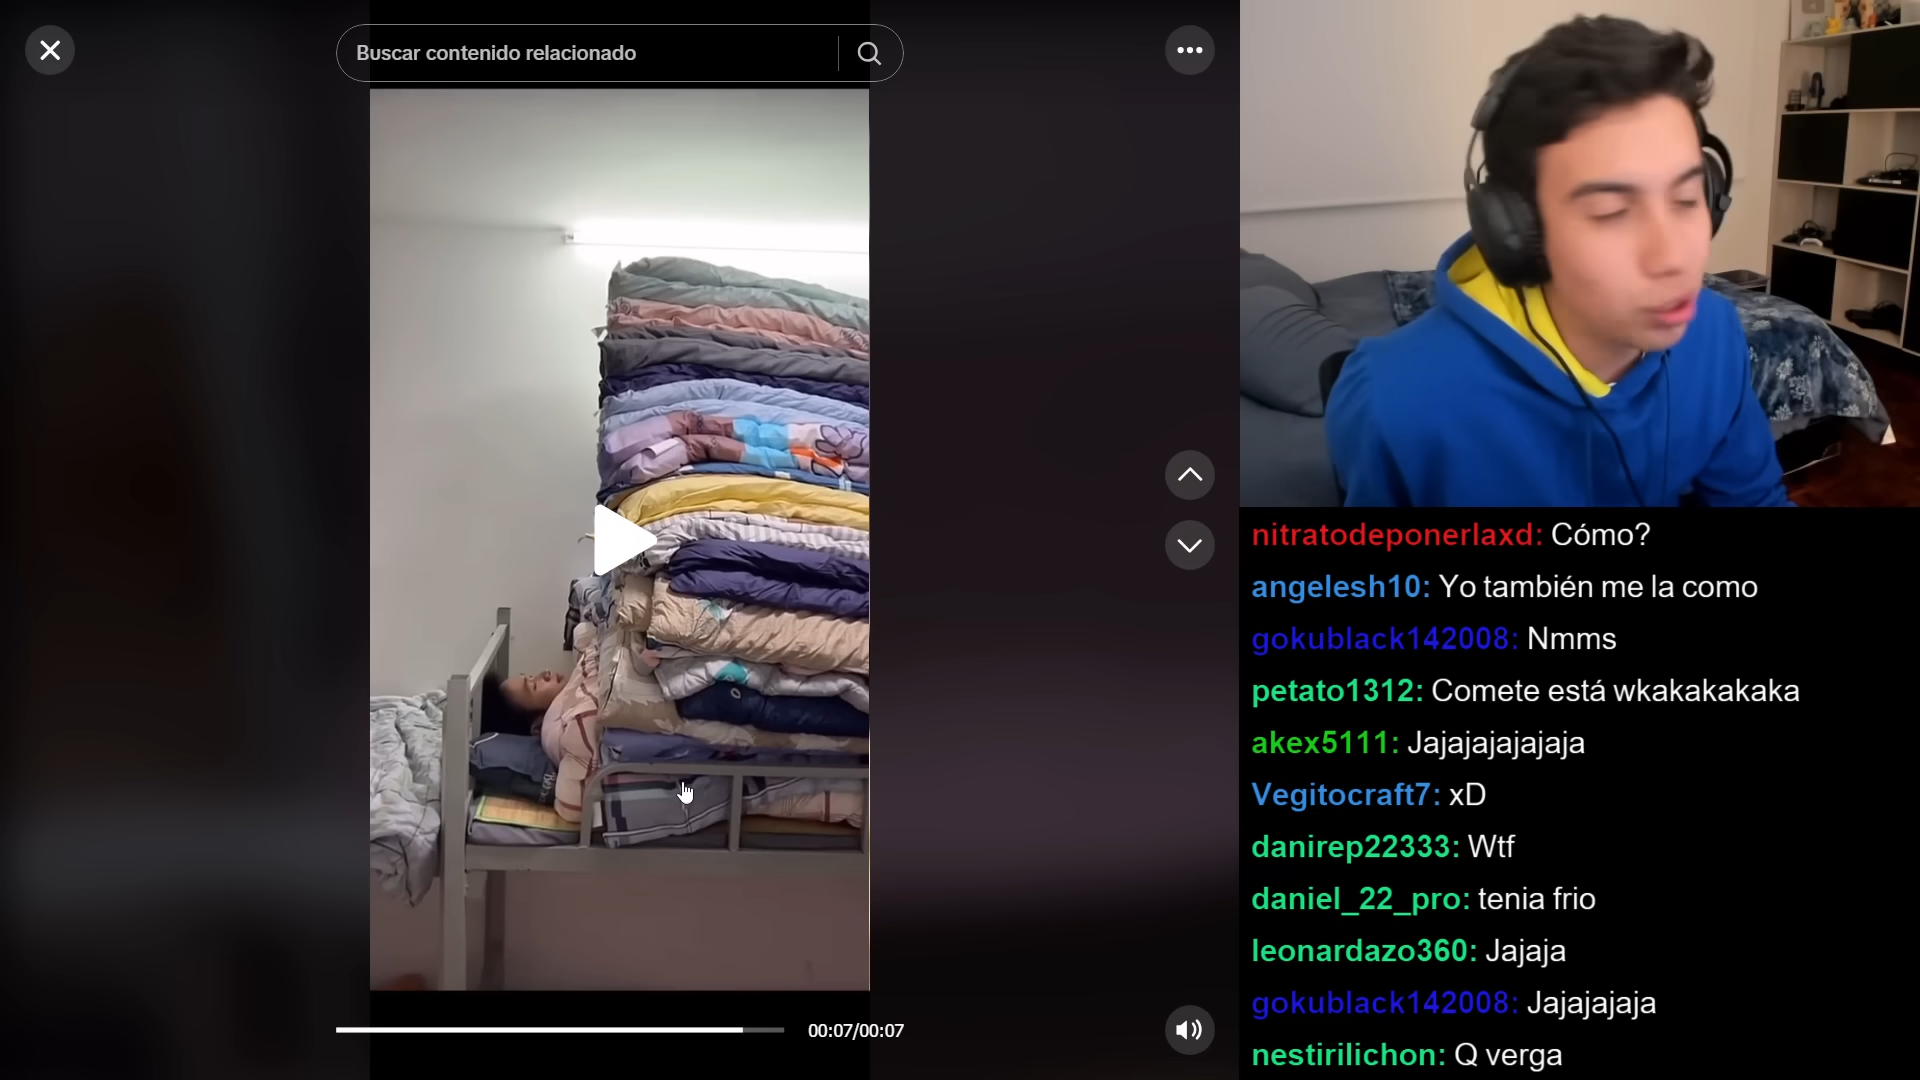 Buscar contenido relacionado
00:07/00:07
nitratodeponerlaxd: Cómo?
angelesh10: Yo también me la como
gokublack142008: Nmms
petato1312: Comete está wkakakakaka
akex5111: Jajajajajajaja
Vegitocraft7: xD
danirep22333: Wtf
daniel_22_pro: tenia frio
leonardazo360: Jajaja
gokublack142008: Jajajajaja
nestirilichon: Q verga